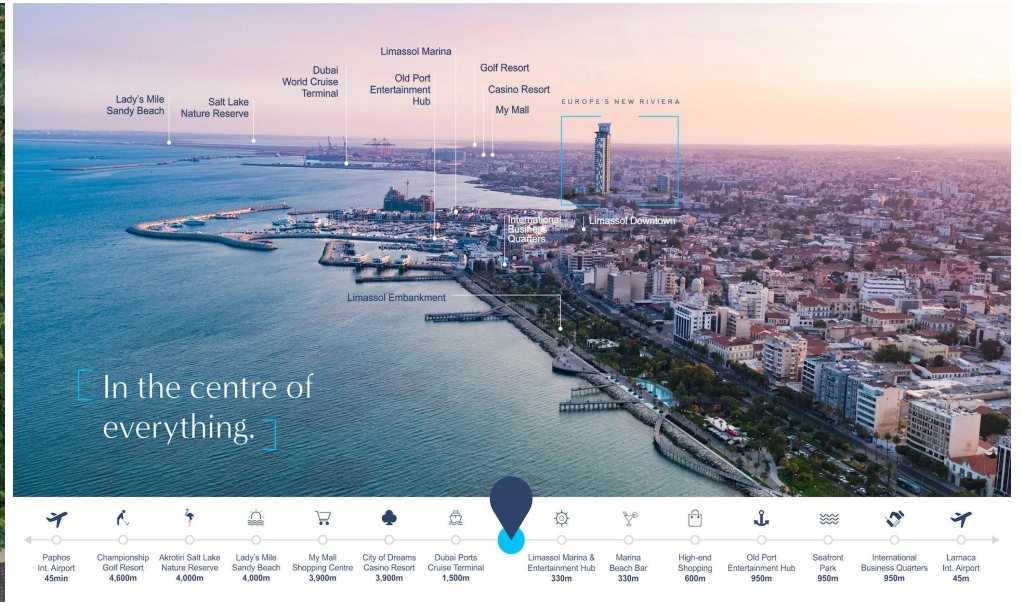 Limassol Marina
Dubai
World Cruise
Terminal
Old Port
Entertainment
Hub
Golf Resort
Casino Resort
My Mall
Lady's Mile
Sandy Beach
Salt Lake
Nature Reserve
EUROPE'S NEW RIVIERA
International
Business
Quarters
Limassol Downtown
Limassol Embankment
In the centre of
everything.
Paphos
Int. Airport
45min
Championship
Golf Resort
4,600m
Akrotiri Salt Lake
Nature Reserve
4,000m
Lady's Mile
Sandy Beach
4,000m
My Mall
Shopping Centre
3,900m
City of Dreams
Casino Resort
3,900m
Dubai Ports
Cruise Terminal
1,500m
Limassol Marina &
Entertainment Hub
330m
Marina
Beach Bar
330m
High-end
Shopping
600m
Old Port
Entertainment Hub
950m
Seafront
Park
950m
International
Business Quarters
950m
Larnaca
Int. Airport
45m